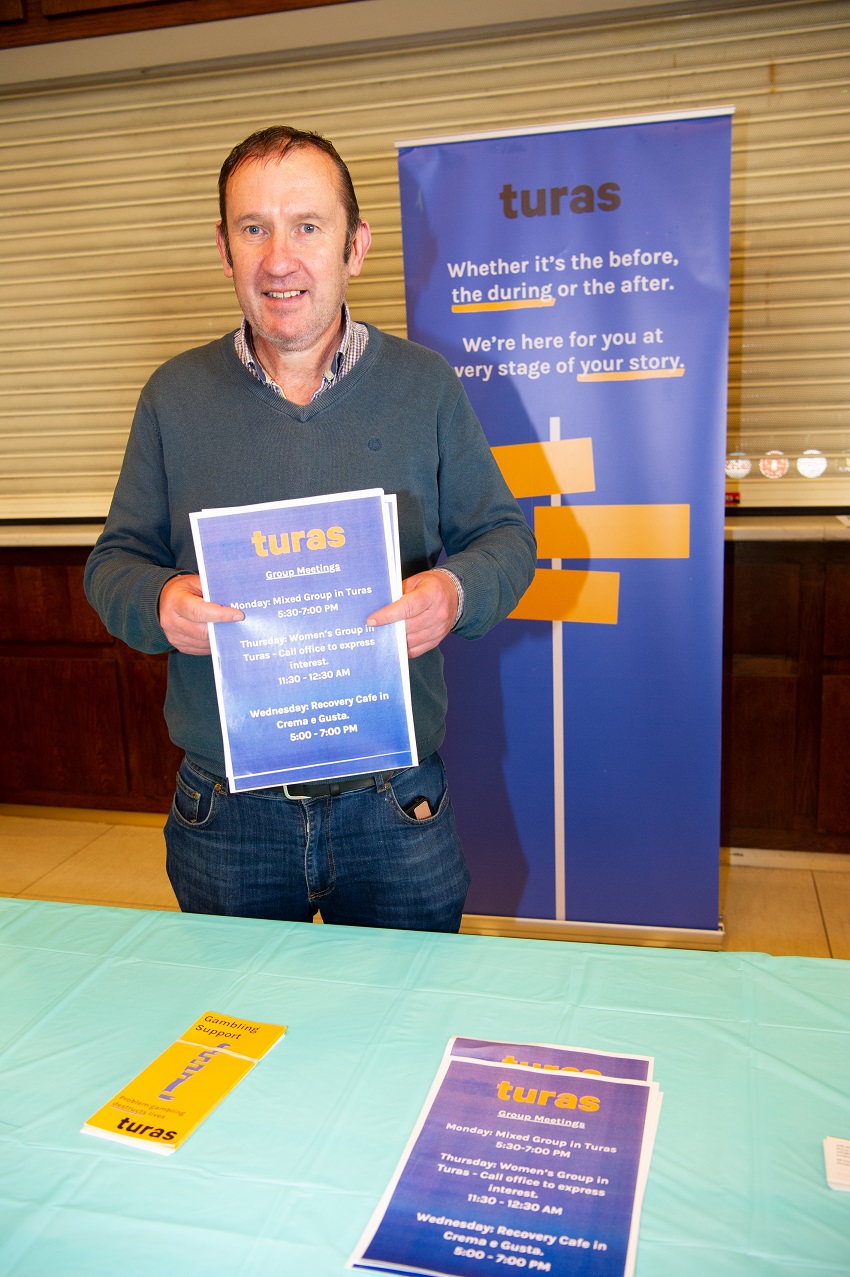 turas
Whether it's the before,
the during or the after.
We're here for you at
very stage of your story.
turas
Group Meetings
Monday: Mixed Group in Turas
5:30-7:00 PM
Thursday: Women's Group in
Turas - Call office to express
interest.
11:30 - 12:30 AM
Wednesday: Recovery Cafe in
Crema e Gusta.
5:00 - 7:00 PM
Gambling
Support
Problem gambling
destructs lives
turas
turas
turas
Group Meetings
Monday: Mixed Group in Turas
5:30-7:00 PM
Thursday: Women's Group in
Turas - Call office to express
interest.
11:30 - 12:30 AM
Wednesday: Recovery Cafe in
Crema e Gusta.
5:00 - 7:00 PM